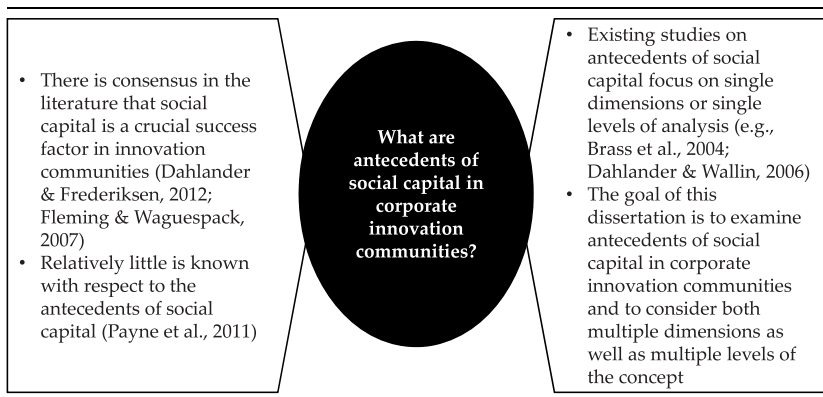 • There is consensus in the
literature that social
capital is a crucial success
factor in innovation
communities (Dahlander
& Frederiksen, 2012;
Fleming & Waguespack,
2007)
• Relatively little is known
with respect to the
antecedents of social
capital (Payne et al., 2011)
What are
antecedents of
social capital in
corporate
innovation
communities?
• Existing studies on
antecedents of social
capital focus on single
dimensions or single
levels of analysis (e.g.,
Brass et al., 2004;
Dahlander & Wallin, 2006)
• The goal of this
dissertation is to examine
antecedents of social
capital in corporate
innovation communities
and to consider both
multiple dimensions as
well as multiple levels of
the concept